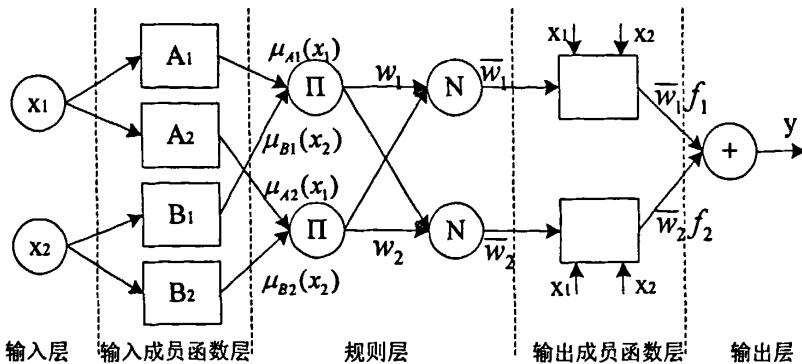 x1 x2
A1 μA1(x1) w1 w̅1 w̅1f1
x1 Π N y
A2 μB1(x2) +
B1 μA2(x1)
x2 Π w2 N w̅2 w̅2f2
B2 μB2(x2) x1 x2
输入层 输入成员函数层 规则层 输出成员函数层 输出层